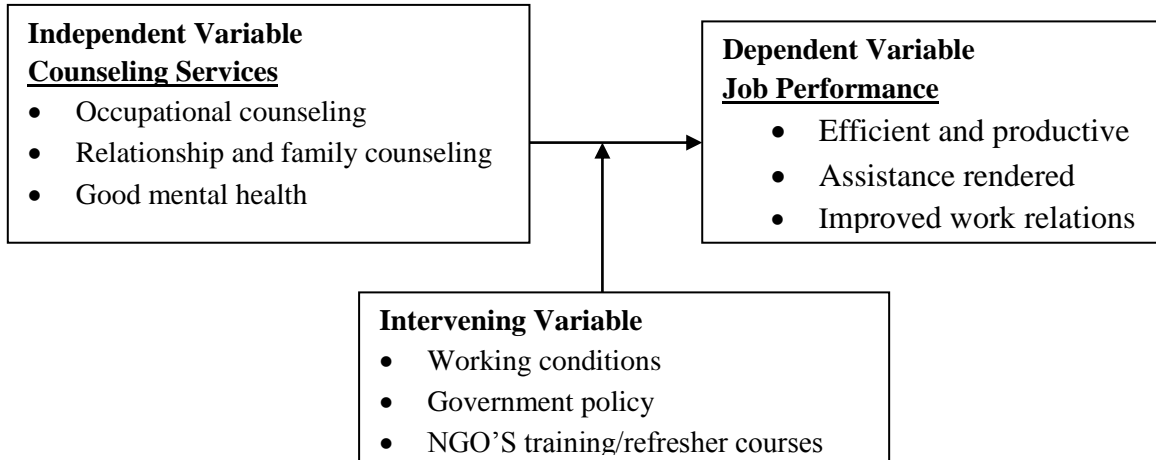 Independent Variable
Counseling Services
• Occupational counseling
• Relationship and family counseling
• Good mental health
Dependent Variable
Job Performance
• Efficient and productive
• Assistance rendered
• Improved work relations
Intervening Variable
• Working conditions
• Government policy
• NGO’S training/refresher courses